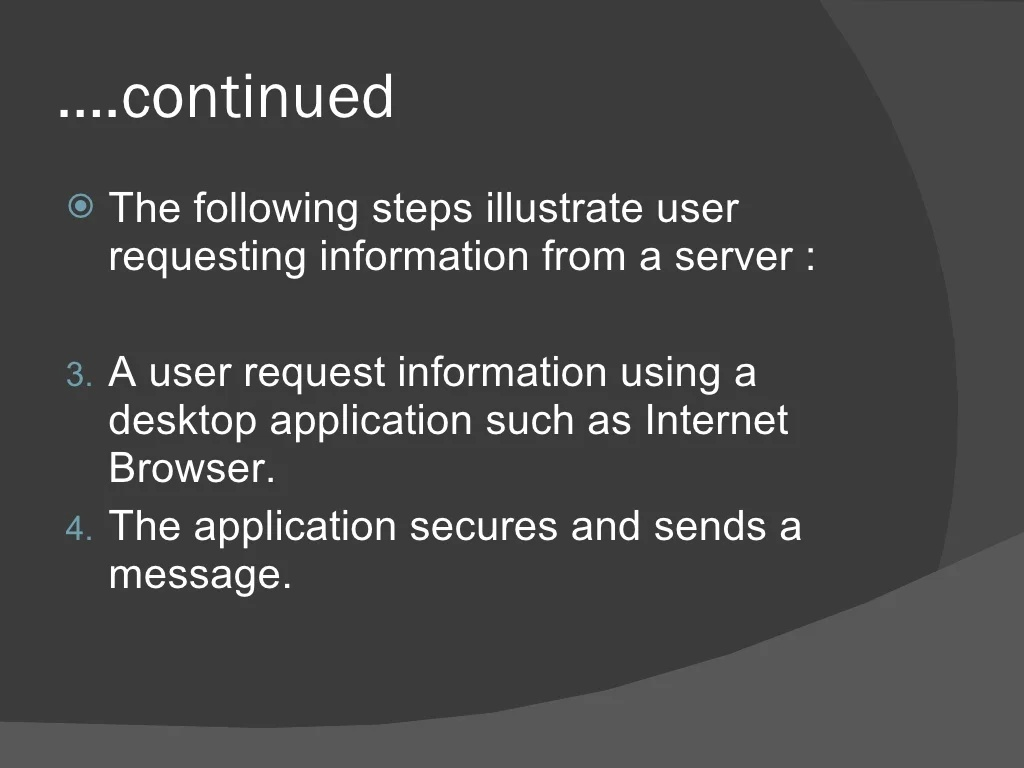 ....continued
The following steps illustrate user
requesting information from a server :
3. A user request information using a
desktop application such as Internet
Browser.
4. The application secures and sends a
message.